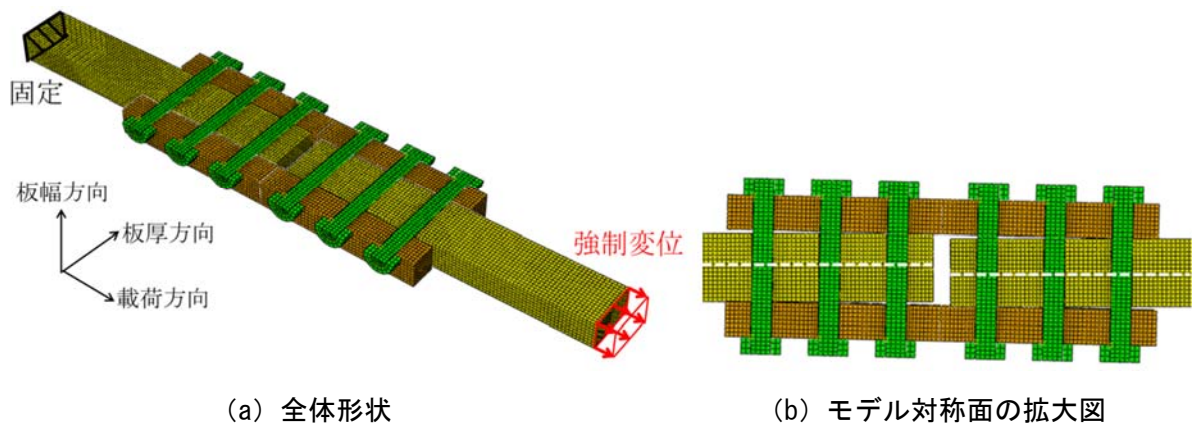 固定
板幅方向
板厚方向
載荷方向
強制変位
(a) 全体形状
(b) モデル対称面の拡大図